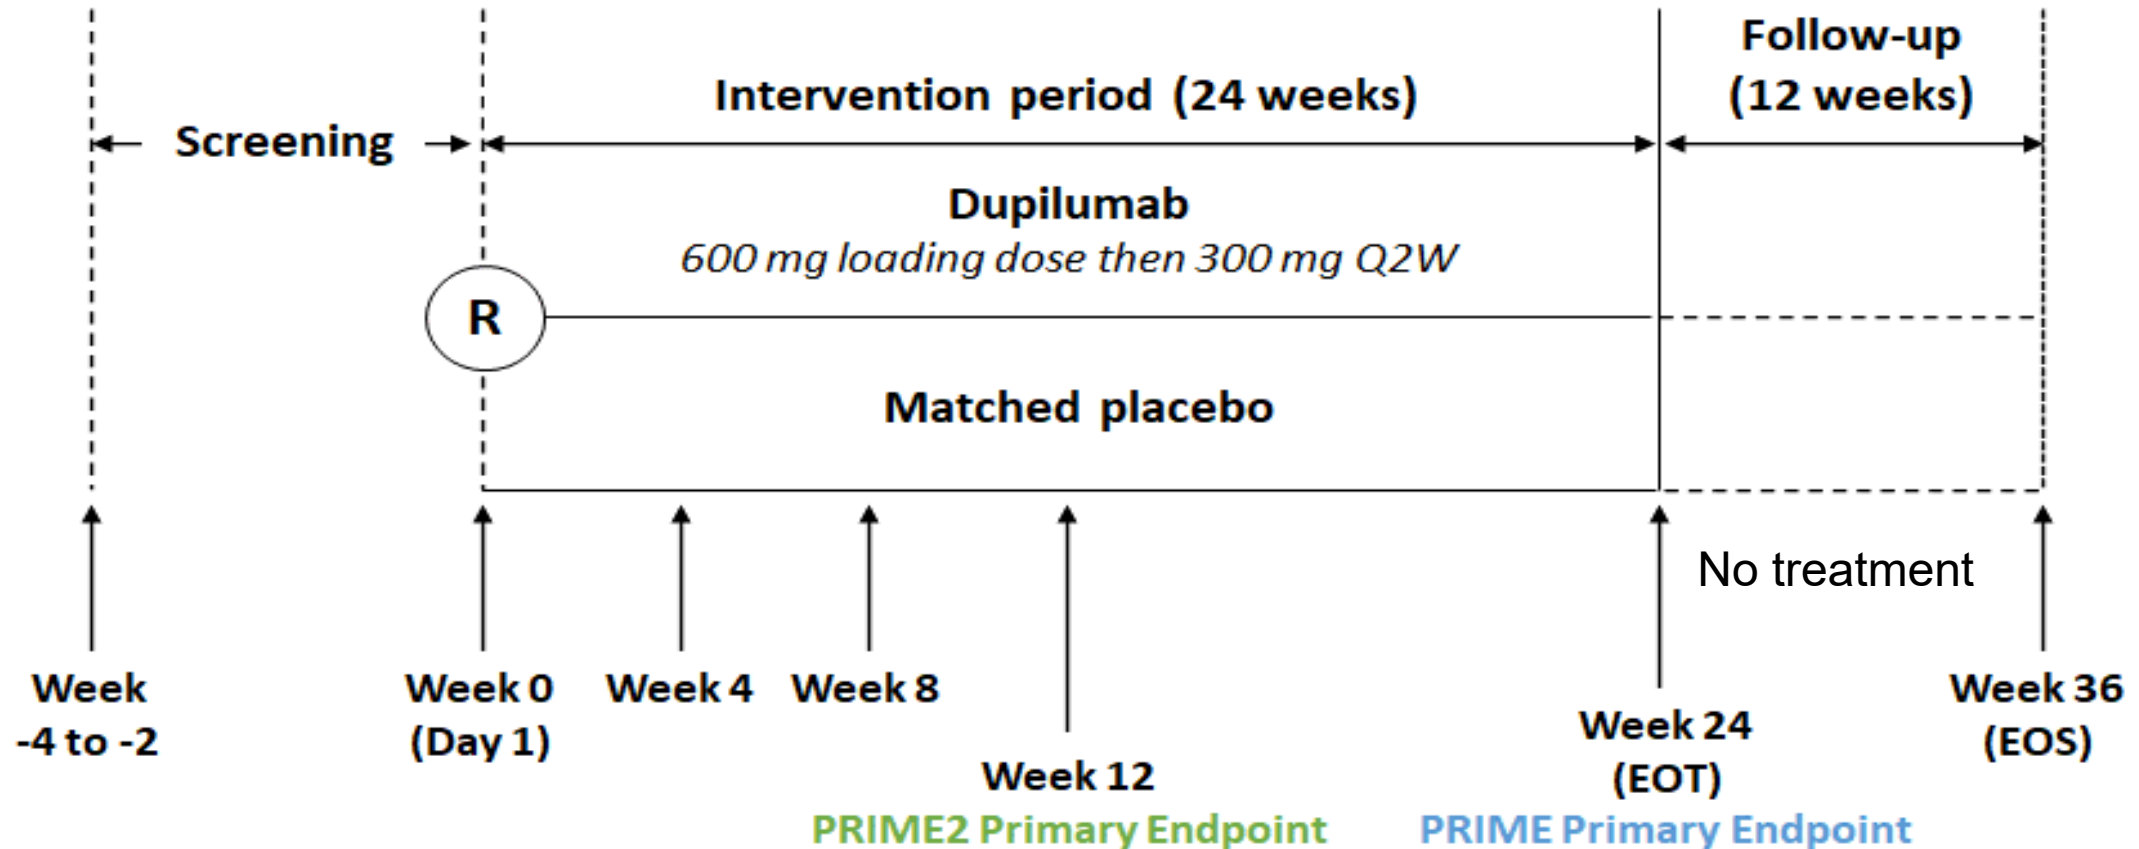 Follow-up
(12 weeks)
Intervention period (24 weeks)
Screening
Dupilumab
600 mg loading dose then 300 mg Q2W
R
Matched placebo
No treatment
Week
-4 to -2
Week 0
(Day 1)
Week 4
Week 8
Week 12
PRIME2 Primary Endpoint
Week 24
(EOT)
PRIME Primary Endpoint
Week 36
(EOS)